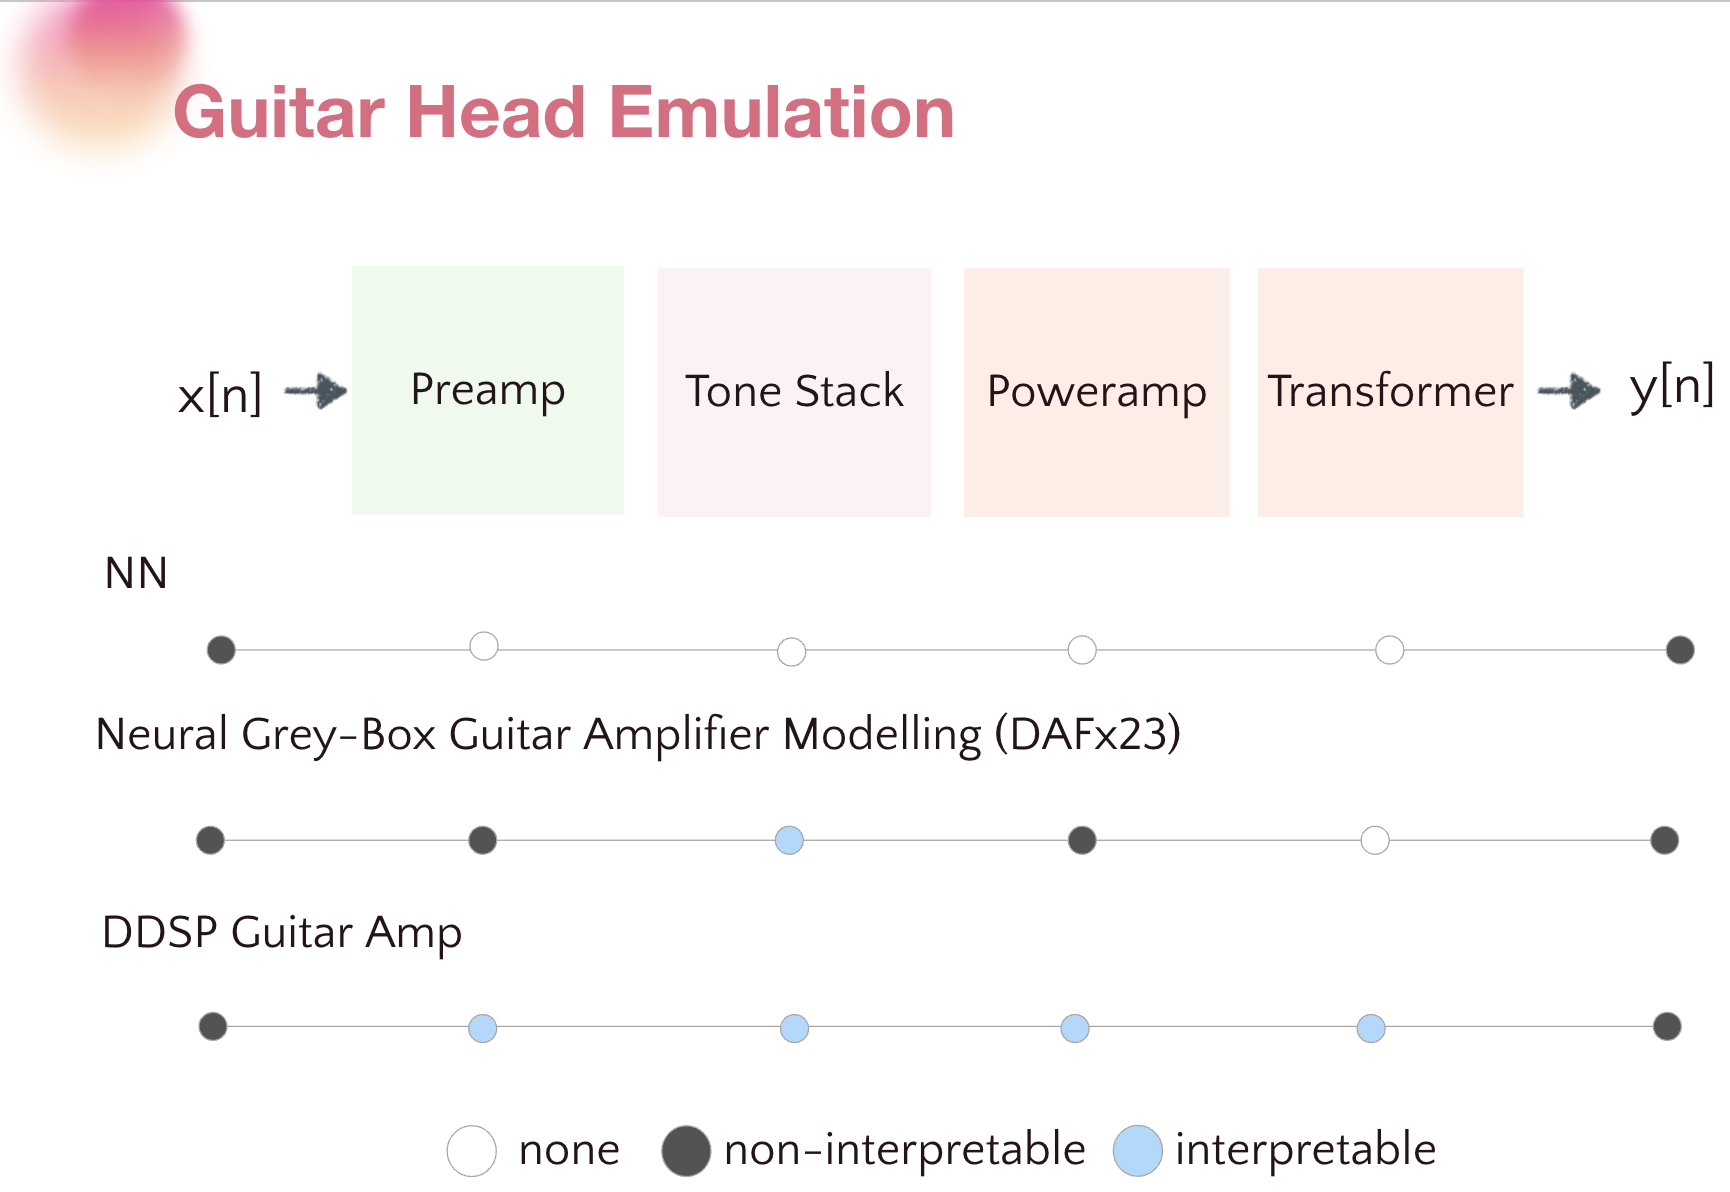 Guitar Head Emulation
x[n] Preamp Tone Stack Poweramp Transformer y[n]
NN
Neural Grey-Box Guitar Amplifier Modelling (DAFx23)
DDSP Guitar Amp
none non-interpretable interpretable